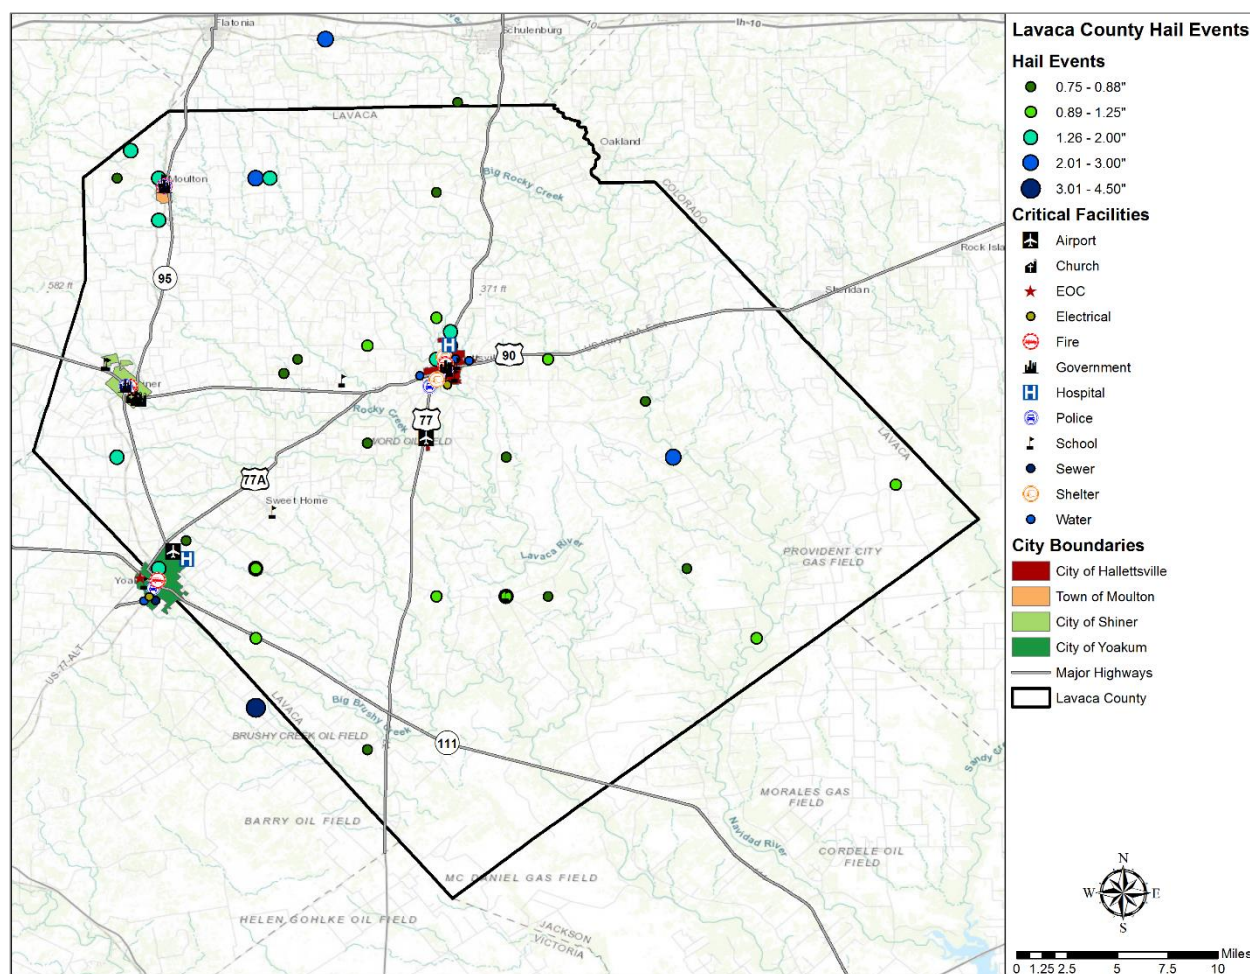 Flatonia
Schulenburg
10
Ih-10
LAVACA
Oakland
Moulton
Big Rocky Creek
COLORADO
Rock Isla
95
582 ft
371 ft
Sheridan
90
Rocky Creek
77
WORD OIL FIELD
LAVACA
77A
Sweet Home
Lavaca River
PROVIDENT CITY
GAS FIELD
US-77-ALT
LAVACA
Big Brushy Creek
BRUSHY CREEK OIL FIELD
111
Sandy Cre
MORALES GAS
FIELD
BARRY OIL FIELD
Navidad River
CORDELE OIL
FIELD
MC DANIEL GAS FIELD
HELEN GOHLKE OIL FIELD
JACKSON
VICTORIA
Lavaca County Hail Events
Hail Events
0.75 - 0.88"
0.89 - 1.25"
1.26 - 2.00"
2.01 - 3.00"
3.01 - 4.50"
Critical Facilities
Airport
Church
EOC
Electrical
Fire
Government
H Hospital
Police
School
Sewer
Shelter
Water
City Boundaries
City of Hallettsville
Town of Moulton
City of Shiner
City of Yoakum
Major Highways
Lavaca County
N
W E
S
Miles
0 1.25 2.5 5 7.5 10